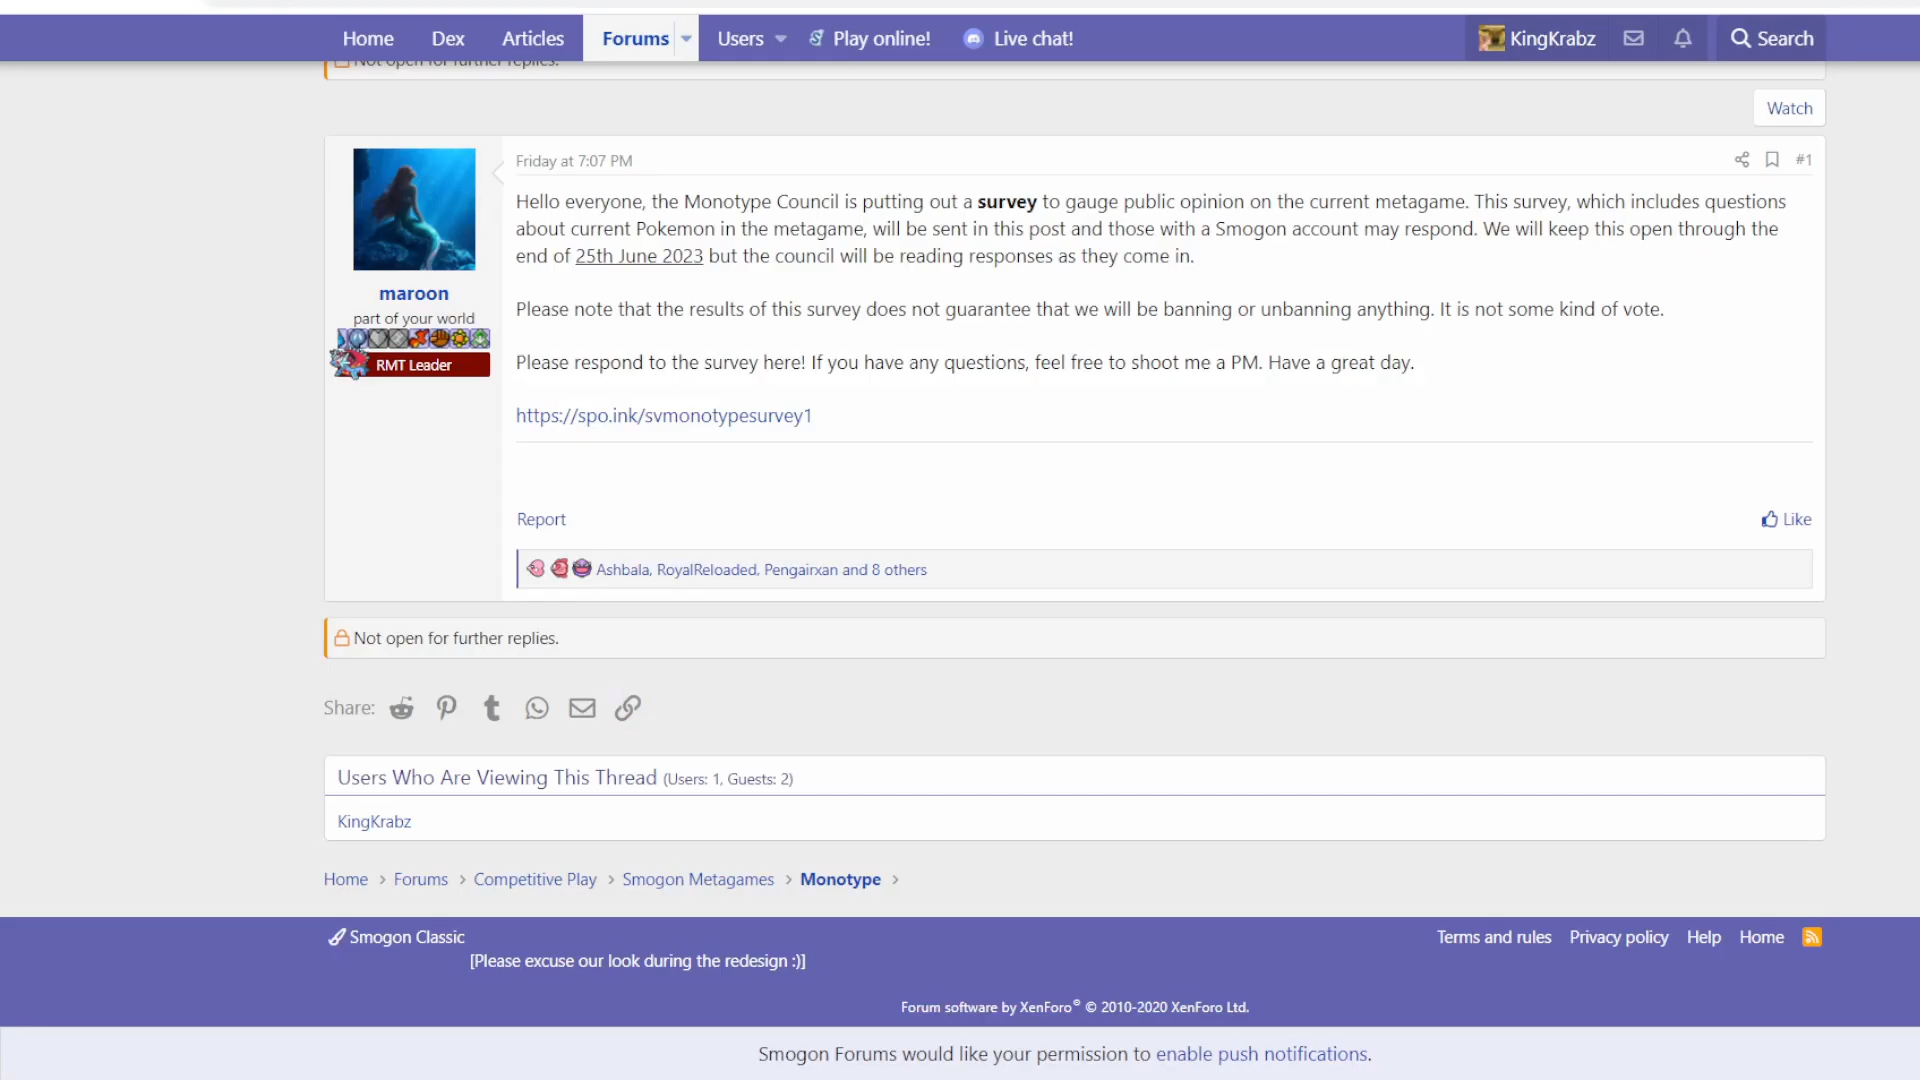 Home Dex Articles Forums Users Play online! Live chat! KingKrabz Search
Not open for further replies.
Watch
Friday at 7:07 PM #1
Hello everyone, the Monotype Council is putting out a survey to gauge public opinion on the current metagame. This survey, which includes questions
about current Pokemon in the metagame, will be sent in this post and those with a Smogon account may respond. We will keep this open through the
end of 25th June 2023 but the council will be reading responses as they come in.
maroon
part of your world
RMT Leader
Please note that the results of this survey does not guarantee that we will be banning or unbanning anything. It is not some kind of vote.
Please respond to the survey here! If you have any questions, feel free to shoot me a PM. Have a great day.
https://spo.ink/svmonotypesurvey1
Report Like
Ashbala, RoyalReloaded, Pengairxan and 8 others
Not open for further replies.
Share:
Users Who Are Viewing This Thread (Users: 1, Guests: 2)
KingKrabz
Home > Forums > Competitive Play > Smogon Metagames > Monotype >
Smogon Classic Terms and rules Privacy policy Help Home
[Please excuse our look during the redesign :)]
Forum software by XenForo® © 2010-2020 XenForo Ltd.
Smogon Forums would like your permission to enable push notifications.